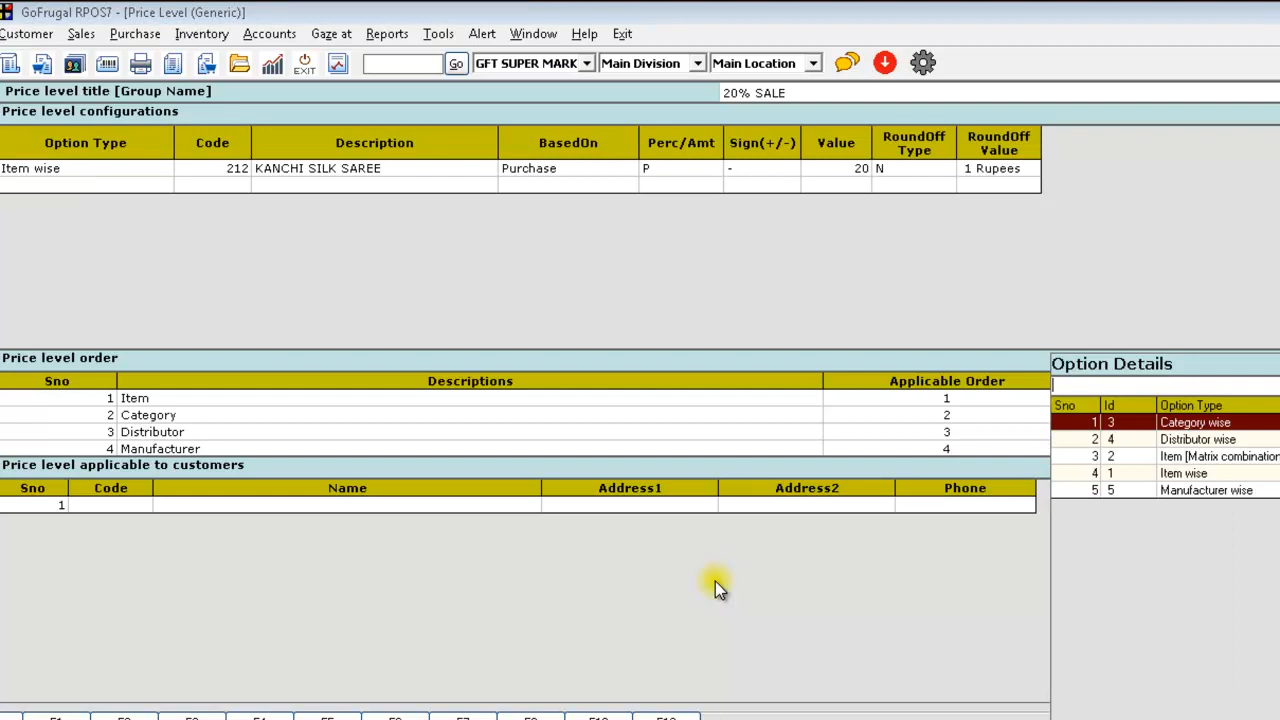 GoFrugal RPOS7 - [Price Level (Generic)]
Customer Sales Purchase Inventory Accounts Gaze at Reports Tools Alert Window Help Exit
EXIT Go GFT SUPER MARK Main Division Main Location
Price level title [Group Name] 20% SALE
Price level configurations
Option Type Code Description BasedOn Perc/Amt Sign(+/-) Value RoundOff Type RoundOff Value
Item wise 212 KANCHI SILK SAREE Purchase P - 20 N 1 Rupees
Price level order
Sno Descriptions Applicable Order
1 Item 1
2 Category 2
3 Distributor 3
4 Manufacturer 4
Option Details
Sno Id Option Type
1 3 Category wise
2 4 Distributor wise
3 2 Item [Matrix combination
4 1 Item wise
5 5 Manufacturer wise
Price level applicable to customers
Sno Code Name Address1 Address2 Phone
1